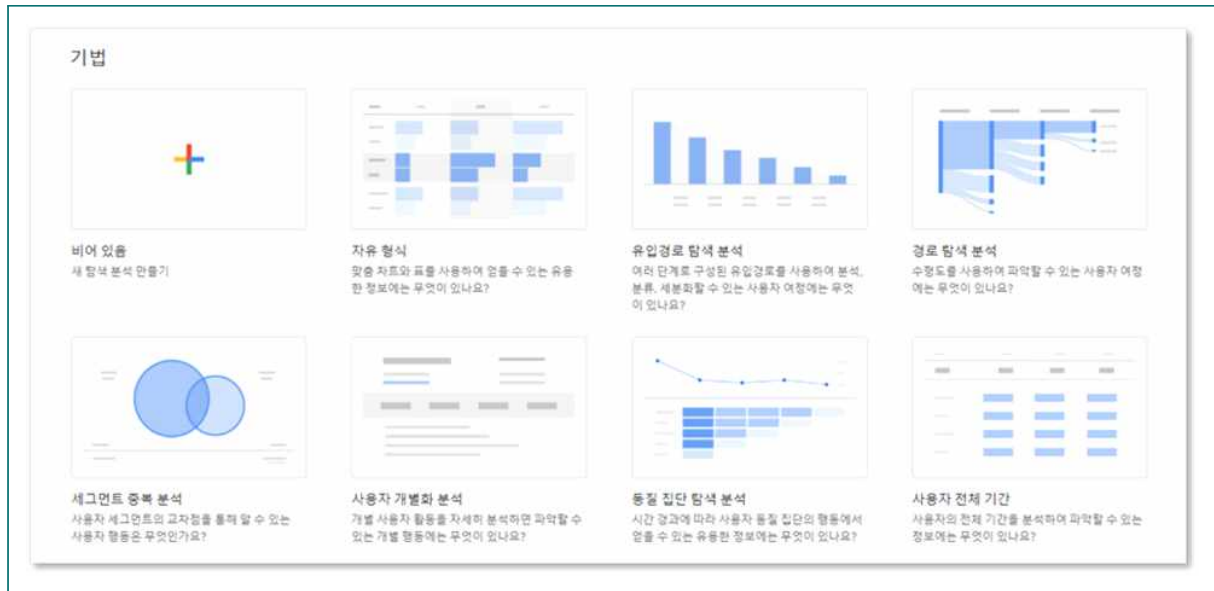 기법
비어 있음
새 탐색 분석 만들기
자유 형식
맞춤 차트와 표를 사용하여 얻을 수 있는 유용
한 정보에는 무엇이 있나요?
유입경로 탐색 분석
여러 단계로 구성된 유입경로를 사용하여 분석,
분류, 세분화할 수 있는 사용자 여정에는 무엇
이 있나요?
경로 탐색 분석
수형도를 사용하여 파악할 수 있는 사용자 여정
에는 무엇이 있나요?
세그먼트 중복 분석
사용자 세그먼트의 교차점을 통해 알 수 있는
사용자 행동은 무엇인가요?
사용자 개별화 분석
개별 사용자 활동을 자세히 분석하면 파악할 수
있는 개별 행동에는 무엇이 있나요?
동질 집단 탐색 분석
시간 경과에 따라 사용자 동질 집단의 행동에서
얻을 수 있는 유용한 정보에는 무엇이 있나요?
사용자 전체 기간
사용자의 전체 기간을 분석하여 파악할 수 있는
정보에는 무엇이 있나요?